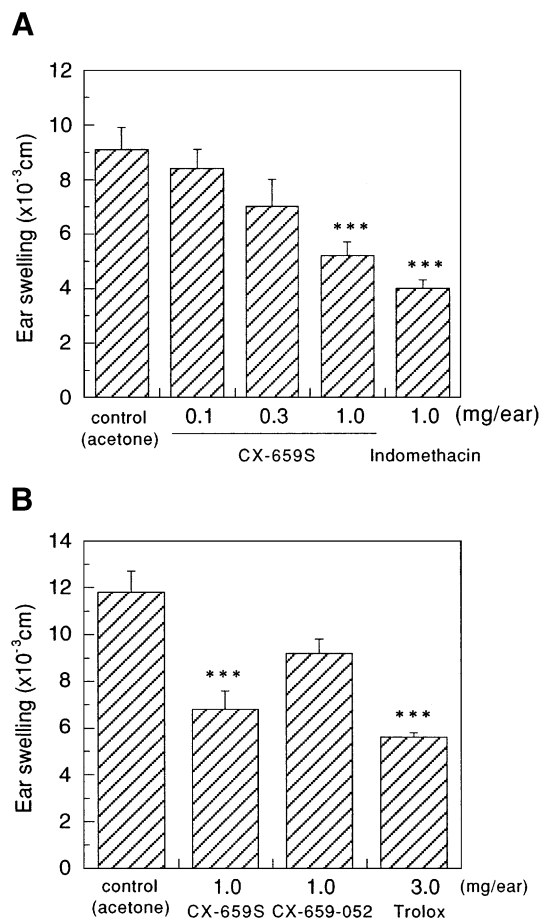 A
12
10
8
6
4
2
0
Ear swelling (x10⁻³cm)
*** ***
control 0.1 0.3 1.0 1.0 (mg/ear)
(acetone)
CX-659S Indomethacin
B
14
12
10
8
6
4
2
0
Ear swelling (x10⁻³cm)
*** ***
control 1.0 1.0 3.0 (mg/ear)
(acetone) CX-659S CX-659-052 Trolox